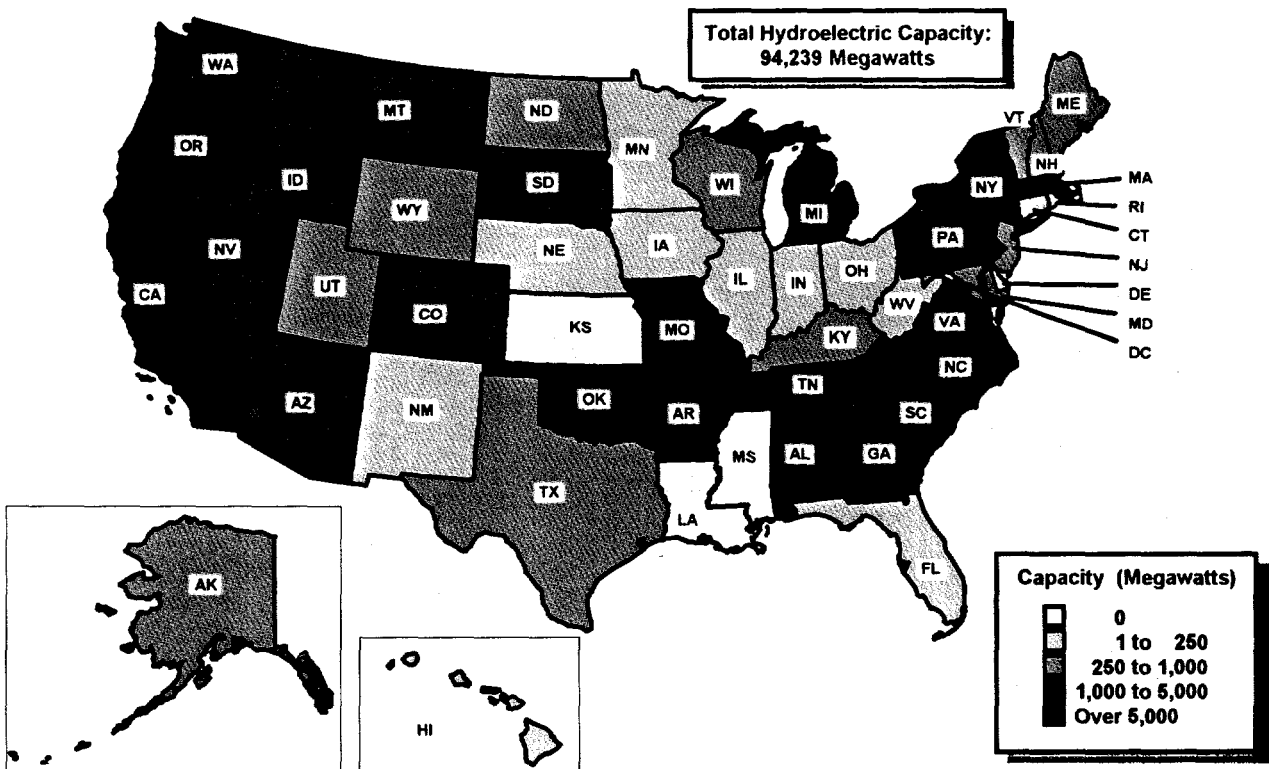 Total Hydroelectric Capacity:
94,239 Megawatts
WA
MT
ND
MN
VT
ME
OR
ID
SD
WI
NH
WY
MI
NY
MA
RI
NV
NE
IA
PA
CT
CA
UT
CO
IL
IN
OH
NJ
WV
DE
KS
MO
KY
VA
MD
DC
TN
NC
AZ
NM
OK
AR
SC
MS
AL
GA
TX
LA
FL
AK
HI
Capacity (Megawatts)
0
1 to 250
250 to 1,000
1,000 to 5,000
Over 5,000